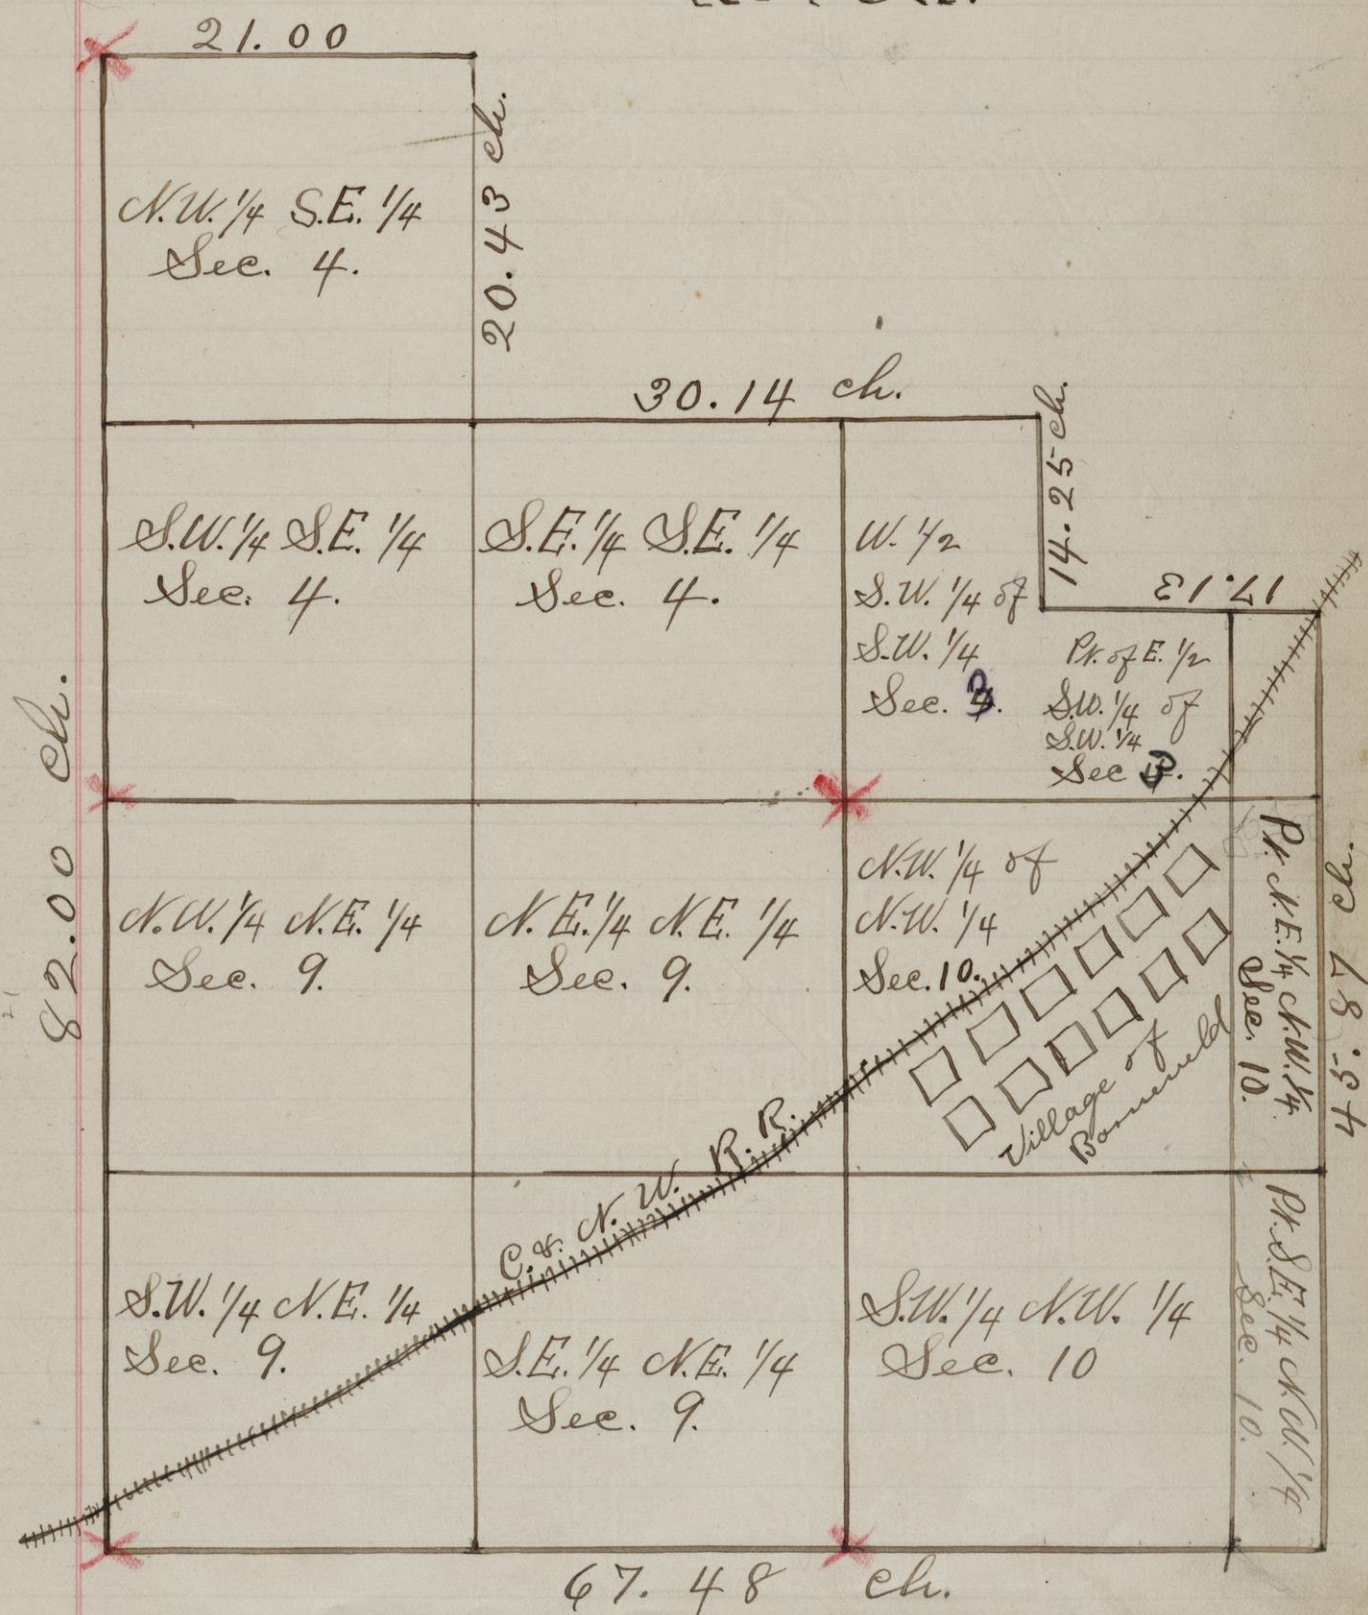 21.00
N.W. 1/4 S.E. 1/4
Sec. 4.
20.43 ch.
30.14 ch.
14.25 ch.
17.13
S.W. 1/4 S.E. 1/4
Sec. 4.
S.E. 1/4 S.E. 1/4
Sec. 4.
W. 1/2
S.W. 1/4 of
S.W. 1/4
Sec. 3.
Pt. of E. 1/2
S.W. 1/4 of
S.W. 1/4
Sec 3.
82.00 ch.
N.W. 1/4 N.E. 1/4
Sec. 9.
N.E. 1/4 N.E. 1/4
Sec. 9.
N.W. 1/4 of
N.W. 1/4
Sec. 10.
Village of
Pt. N.E. 1/4 N.W. 1/4
Sec. 10.
45.87 ch.
C. & N. W. R. R.
S.W. 1/4 N.E. 1/4
Sec. 9.
S.E. 1/4 N.E. 1/4
Sec. 9.
S.W. 1/4 N.W. 1/4
Sec. 10
Pt. S.E. 1/4 N.W. 1/4
Sec. 10.
67.48 ch.